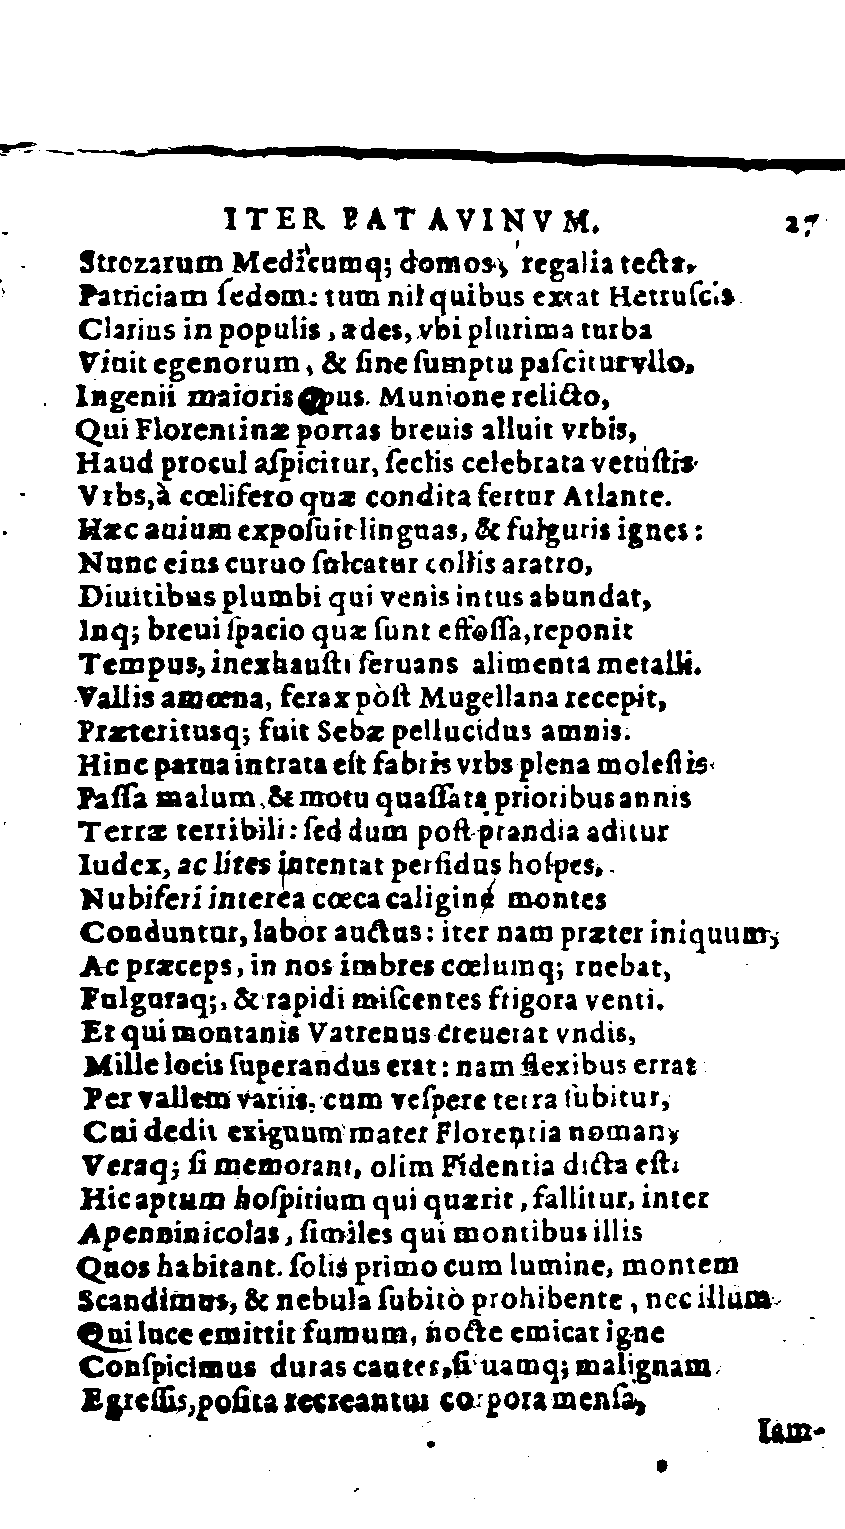 ITER PATAVINVM. 27
Strozarum Medicumq; domos, regalia tecta,
Patriciam ſedem: tum nil quibus extat Hetruſcis
Clarius in populis, ædes, vbi plurima turba
Viuit egenorum, & ſine ſumptu paſcitur vllo,
Ingenii maioris opus. Munione relicto,
Qui Florentinæ portas breuis alluit vrbis,
Haud procul aſpicitur, ſeclis celebrata vetuſtis
Vrbs, à cœlifero quæ condita fertur Atlante.
Hæc auium expoſuit linguas, & fulguris ignes:
Nunc eius curuo ſulcatur collis aratro,
Diuitibus plumbi qui venis intus abundat,
Inq; breui ſpacio quæ ſunt effoſſa, reponit
Tempus, inexhauſti ſeruans alimenta metalli.
Vallis amœna, ferax pòſt Mugellana recepit,
Præteritusq; fuit Sebæ pellucidus amnis.
Hinc parua intrata eſt fabris vrbs plena moleſtis
Paſſa malum, & motu quaſſata prioribus annis
Terræ terribili: ſed dum poſt prandia aditur
Iudex, ac lites intentat perfidus hoſpes,
Nubiferi interea cœca caligine montes
Conduntur, labor auctus: iter nam præter iniquum,
Ac præceps, in nos imbres cœlumq; ruebat,
Fulguraq;, & rapidi miſcentes frigora venti.
Et qui montanis Vatrenus creuerat vndis,
Mille locis ſuperandus erat: nam flexibus errat
Per vallem variis, cum veſpere terra ſubitur,
Cui dedit exiguum mater Florentia nomen,
Veraq; ſi memorant, olim Fidentia dicta eſt.
Hic aptum hoſpitium qui quærit, fallitur, inter
Apenninicolas, ſimiles qui montibus illis
Quos habitant. ſolis primo cum lumine, montem
Scandimus, & nebula ſubitò prohibente, nec illum
Qui luce emittit fumum, nocte emicat igne
Conſpicimus duras cautes, ſiluamq; malignam
Egreſſis, poſita recreantur corpora menſa,
Iam-